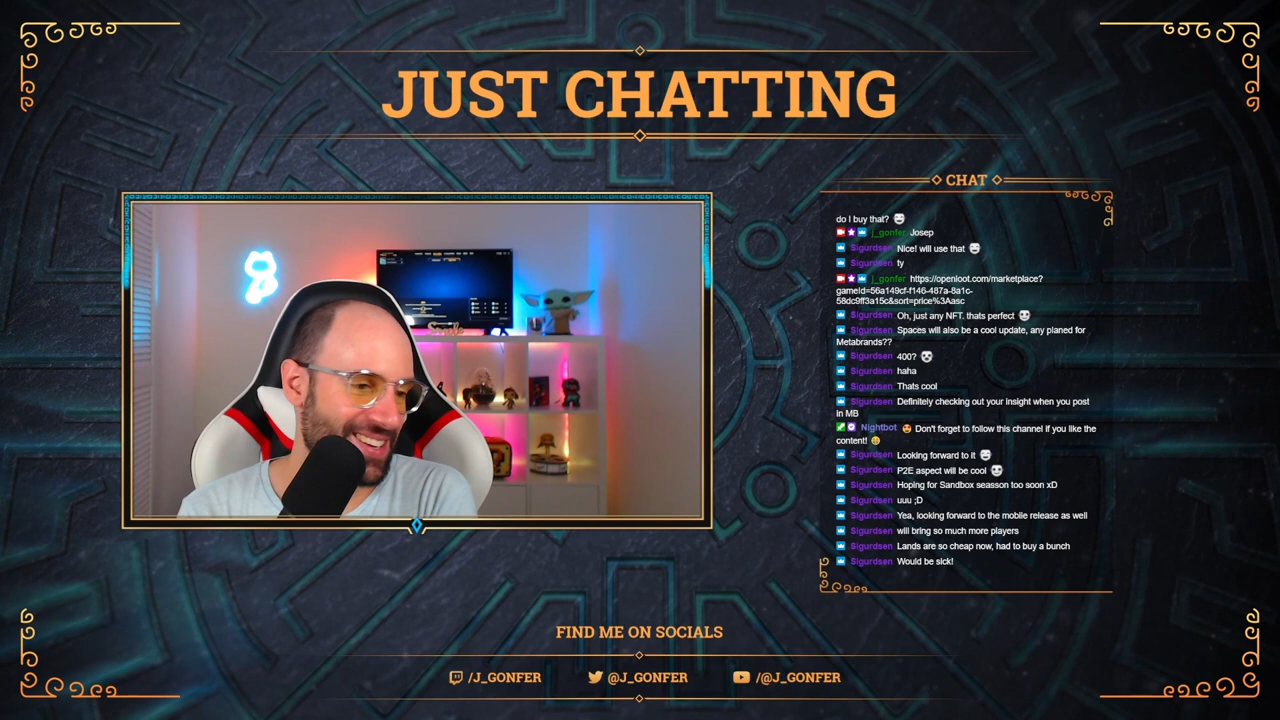 JUST CHATTING
CHAT
do I buy that?
j_gonfer Josep
Sigurdsen Nice! will use that
Sigurdsen ty
j_gonfer https://openloot.com/marketplace?
gameId=56a149cf-f146-487a-8a1c-
58dc9ff3a15c&sort=price%3Aasc
Sigurdsen Oh, just any NFT. thats perfect
Sigurdsen Spaces will also be a cool update, any planed for
Metabrands??
Sigurdsen 400?
Sigurdsen haha
Sigurdsen Thats cool
Sigurdsen Definitely checking out your insight when you post
in MB
Nightbot Don't forget to follow this channel if you like the
content!
Sigurdsen Looking forward to it
Sigurdsen P2E aspect will be cool
Sigurdsen Hoping for Sandbox seasson too soon xD
Sigurdsen uuu ;D
Sigurdsen Yea, looking forward to the mobile release as well
Sigurdsen will bring so much more players
Sigurdsen Lands are so cheap now, had to buy a bunch
Sigurdsen Would be sick!
FIND ME ON SOCIALS
/J_GONFER @J_GONFER /@J_GONFER